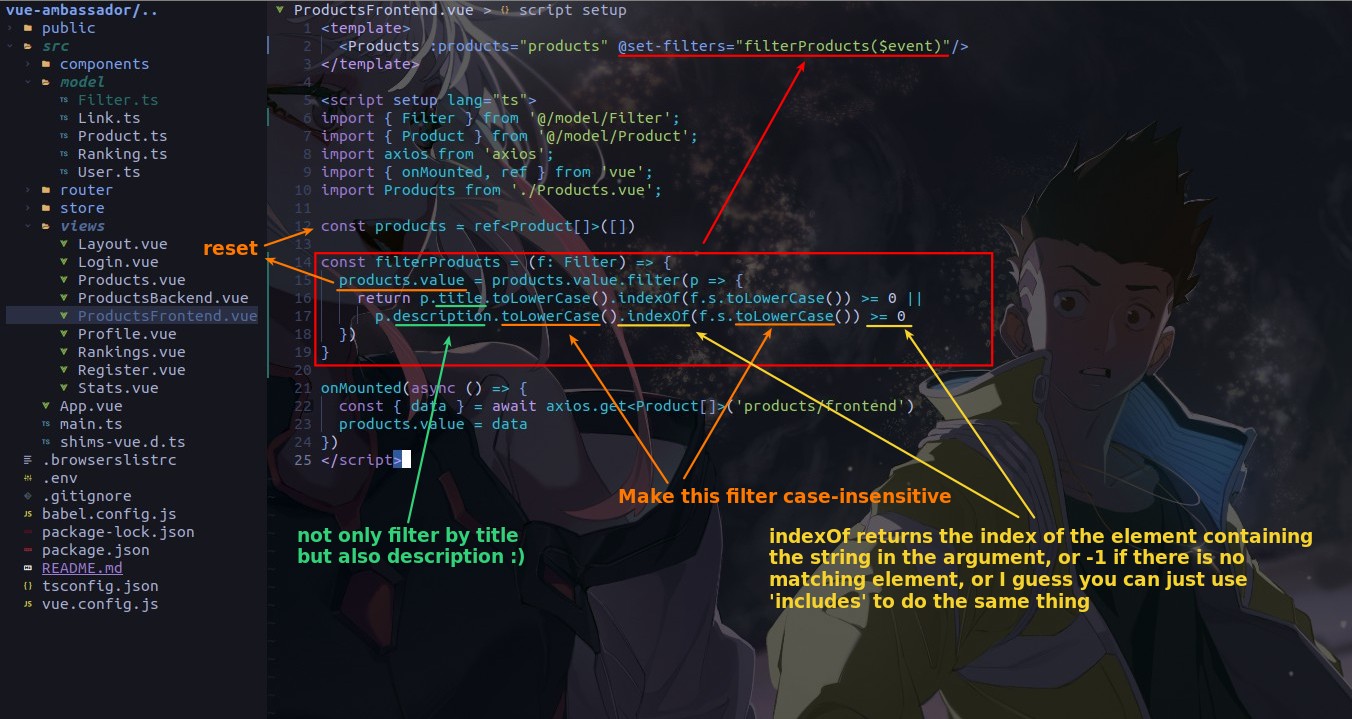 vue-ambassador/..
public
src
components
model
Filter.ts
Link.ts
Product.ts
Ranking.ts
User.ts
router
store
views
Layout.vue
Login.vue
Products.vue
ProductsBackend.vue
ProductsFrontend.vue
Profile.vue
Rankings.vue
Register.vue
Stats.vue
App.vue
TS main.ts
TS shims-vue.d.ts
.browserslistrc
.env
.gitignore
JS babel.config.js
package-lock.json
package.json
README.md
{} tsconfig.json
JS vue.config.js
ProductsFrontend.vue > {} script setup
1 <template>
2 <Products :products="products" @set-filters="filterProducts($event)"/>
3 </template>
4
5 <script setup lang="ts">
6 import { Filter } from '@/model/Filter';
7 import { Product } from '@/model/Product';
8 import axios from 'axios';
9 import { onMounted, ref } from 'vue';
10 import Products from './Products.vue';
11
12 const products = ref<Product[]>([])
13
14 const filterProducts = (f: Filter) => {
15 products.value = products.value.filter(p => {
16 return p.title.toLowerCase().indexOf(f.s.toLowerCase()) >= 0 ||
17 p.description.toLowerCase().indexOf(f.s.toLowerCase()) >= 0
18 })
19 }
20
21 onMounted(async () => {
22 const { data } = await axios.get<Product[]>('products/frontend')
23 products.value = data
24 })
25 </script>
reset
Make this filter case-insensitive
not only filter by title
but also description :)
indexOf returns the index of the element containing
the string in the argument, or -1 if there is no
matching element, or I guess you can just use
'includes' to do the same thing